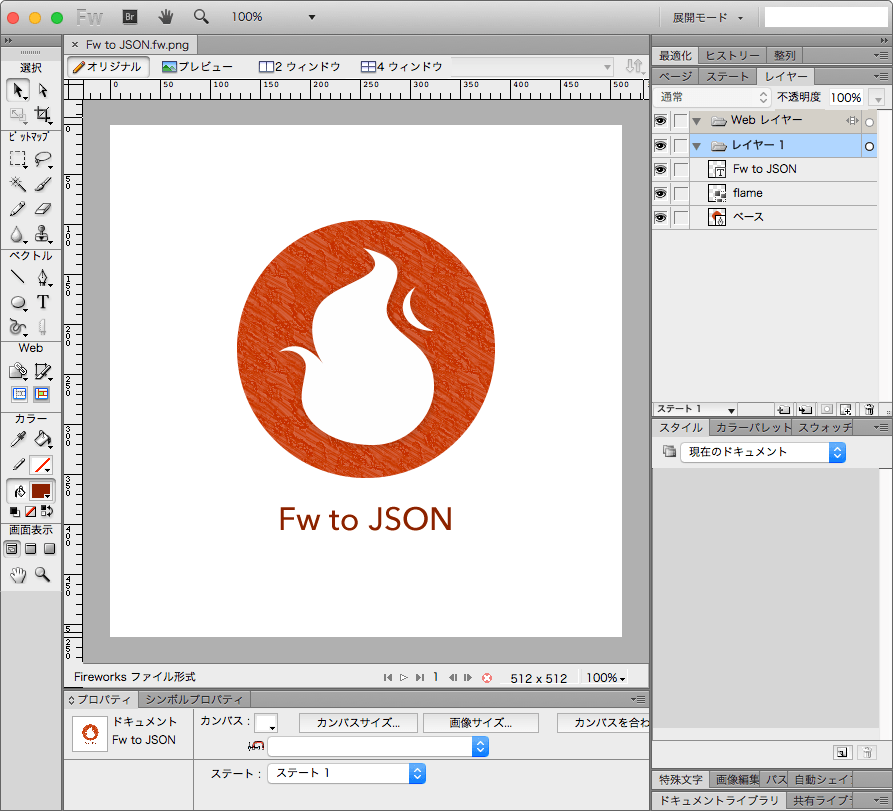 Fw Br 100% 展開モード
Fw to JSON.fw.png
オリジナル プレビュー 2 ウィンドウ 4 ウィンドウ
0 50 100 150 200 250 300 350 400 450 500
0
50
100
150
200
250
300
350
400
450
選択
ビットマップ
ベクトル
T
Web
カラー
画面表示
Fw to JSON
Fireworks ファイル形式 1 512 x 512 100%
プロパティ シンボルプロパティ
ドキュメント
Fw to JSON
カンバス : カンバスサイズ... 画像サイズ... カンバスを合わ
ステート : ステート 1
最適化 ヒストリー 整列
ページ ステート レイヤー
通常 不透明度 100%
Web レイヤー
レイヤー 1
Fw to JSON
flame
ベース
ステート 1
スタイル カラーパレット スウォッチ
現在のドキュメント
特殊文字 画像編集 パス 自動シェイ
ドキュメントライブラリ 共有ライブ